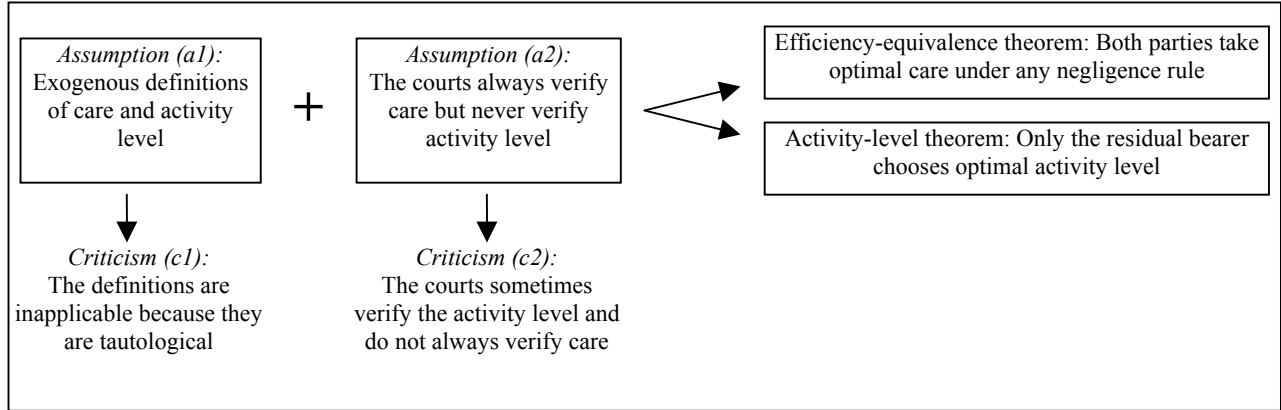 Assumption (a1):
Exogenous definitions
of care and activity
level
+
Assumption (a2):
The courts always verify
care but never verify
activity level
Efficiency-equivalence theorem: Both parties take
optimal care under any negligence rule
Activity-level theorem: Only the residual bearer
chooses optimal activity level
Criticism (c1):
The definitions are
inapplicable because they
are tautological
Criticism (c2):
The courts sometimes
verify the activity level and
do not always verify care